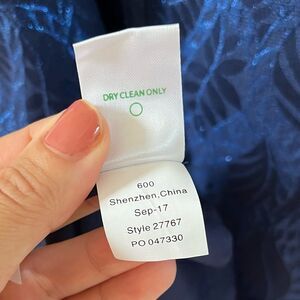 DRY CLEAN ONLY
600
Shenzhen,China
Sep-17
Style 27767
PO 047330